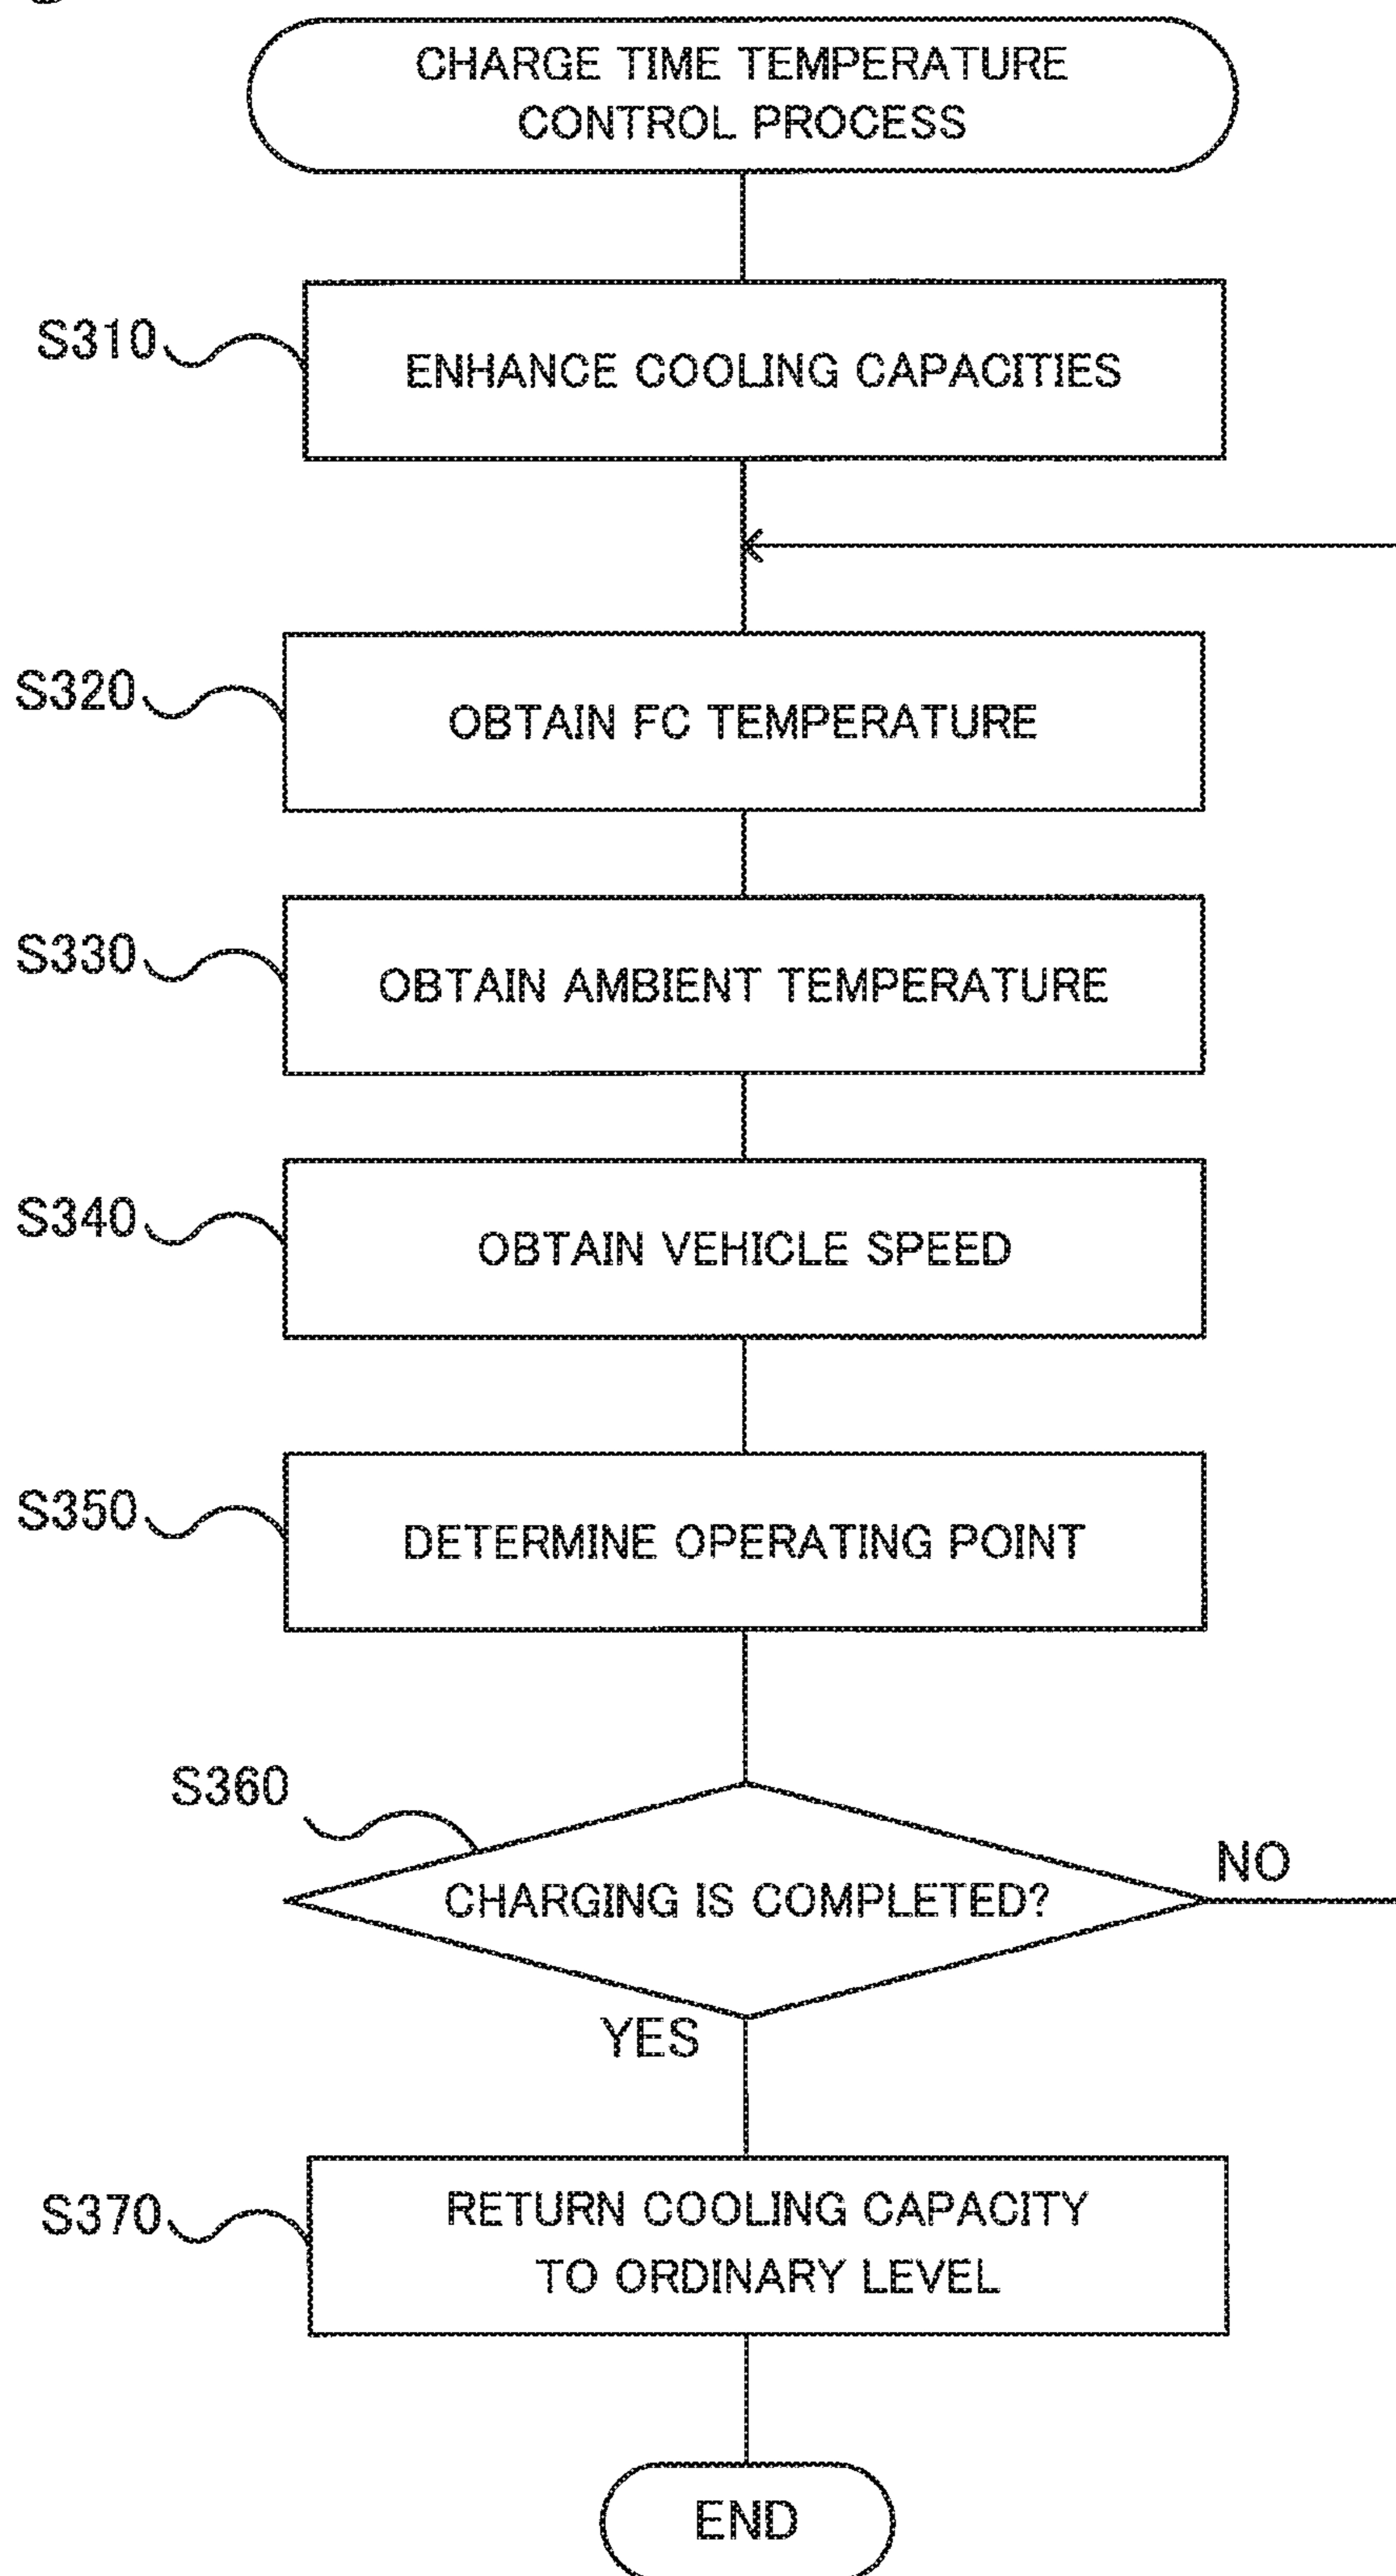 CHARGE TIME TEMPERATURE
CONTROL PROCESS
S310
ENHANCE COOLING CAPACITIES
S320
OBTAIN FC TEMPERATURE
S330
OBTAIN AMBIENT TEMPERATURE
S340
OBTAIN VEHICLE SPEED
S350
DETERMINE OPERATING POINT
S360
CHARGING IS COMPLETED?
NO
YES
S370
RETURN COOLING CAPACITY
TO ORDINARY LEVEL
END